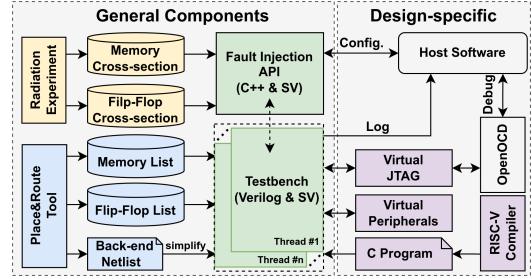 General Components
Design-specific
Radiation
Experiment
Memory
Cross-section
Filp-Flop
Cross-section
Fault Injection
API
(C++ & SV)
Config.
Host Software
Log
Debug
Place&Route
Tool
Memory List
Flip-Flop List
Back-end
Netlist
simplify
Testbench
(Verilog & SV)
Thread #1
Thread #n
Virtual
JTAG
Virtual
Peripherals
C Program
OpenOCD
RISC-V
Compiler